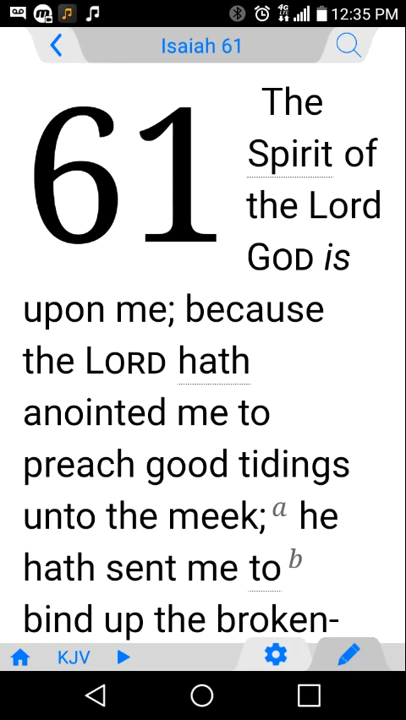 12:35 PM
Isaiah 61
61 The
Spirit of
the Lord
GOD is
upon me; because
the LORD hath
anointed me to
preach good tidings
unto the meek; a he
hath sent me to b
bind up the broken-
KJV